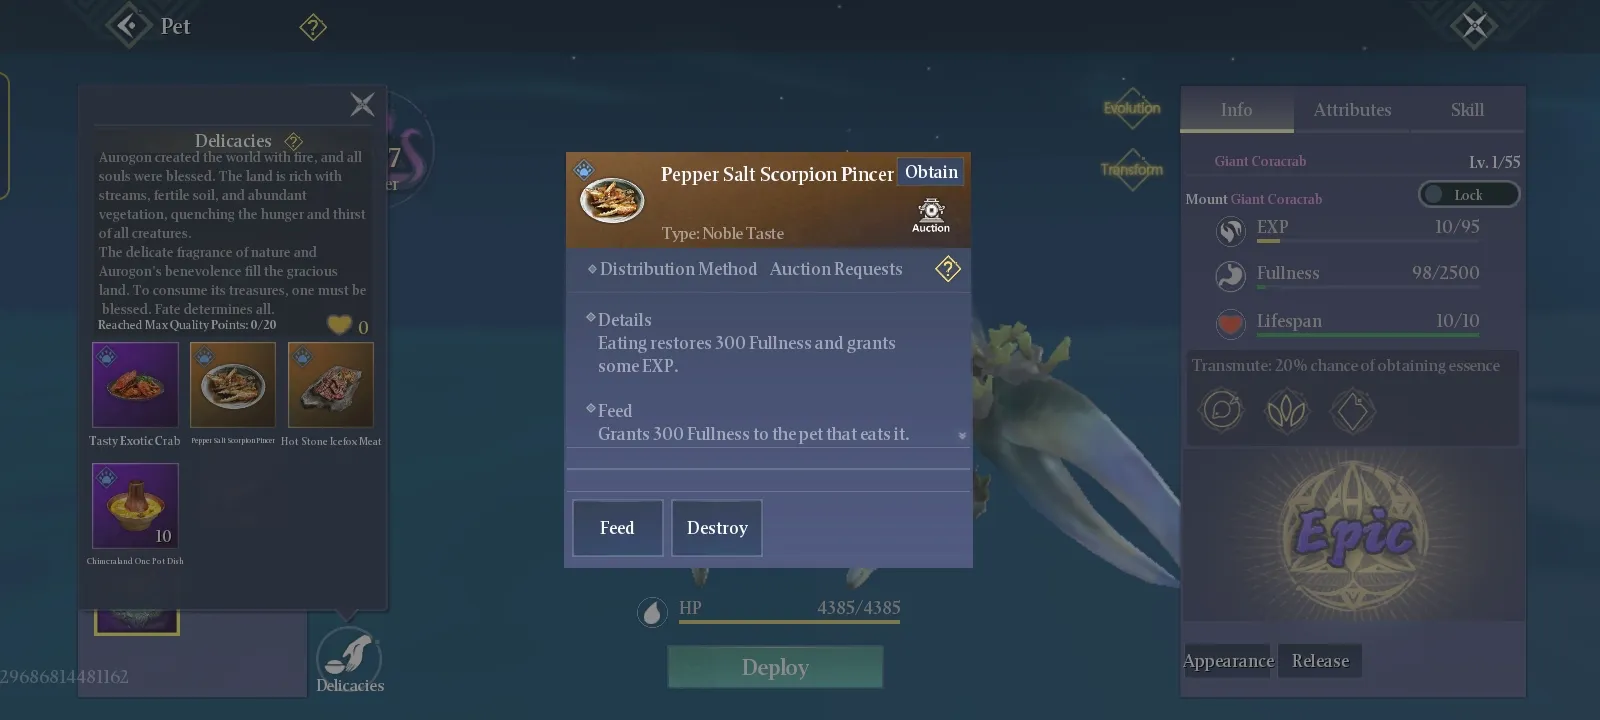 Pet
?
Delicacies ?
Aurogon created the world with fire, and all
souls were blessed. The land is rich with
streams, fertile soil, and abundant
vegetation, quenching the hunger and thirst
of all creatures.
The delicate fragrance of nature and
Aurogon's benevolence fill the gracious
land. To consume its treasures, one must be
blessed. Fate determines all.
Reached Max Quality Points: 0/20
0
Tasty Exotic Crab
Pepper Salt Scorpion Pincer
Hot Stone Icefox Meat
10
Chimeraland One Pot Dish
29686814481162
Delicacies
7
er
Pepper Salt Scorpion Pincer
Obtain
Auction
Type: Noble Taste
Distribution Method Auction Requests ?
Details
Eating restores 300 Fullness and grants
some EXP.
Feed
Grants 300 Fullness to the pet that eats it.
Feed
Destroy
HP 4385/4385
Deploy
Evolution
Transform
Info Attributes Skill
Giant Coracrab Lv. 1/55
Mount Giant Coracrab Lock
EXP 10/95
Fullness 98/2500
Lifespan 10/10
Transmute: 20% chance of obtaining essence
Epic
Appearance Release